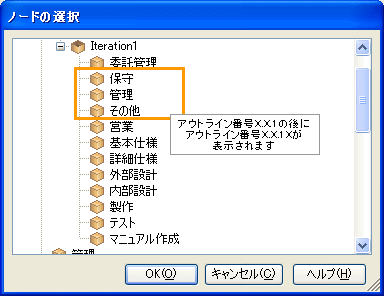 ノードの選択
Iteration1
委託管理
保守
管理
その他
営業
アウトライン番号X.X.1の後に
アウトライン番号X.X.1Xが
表示されます
基本仕様
詳細仕様
外部設計
内部設計
製作
テスト
マニュアル作成
管理
OK(O)
キャンセル(C)
ヘルプ(H)